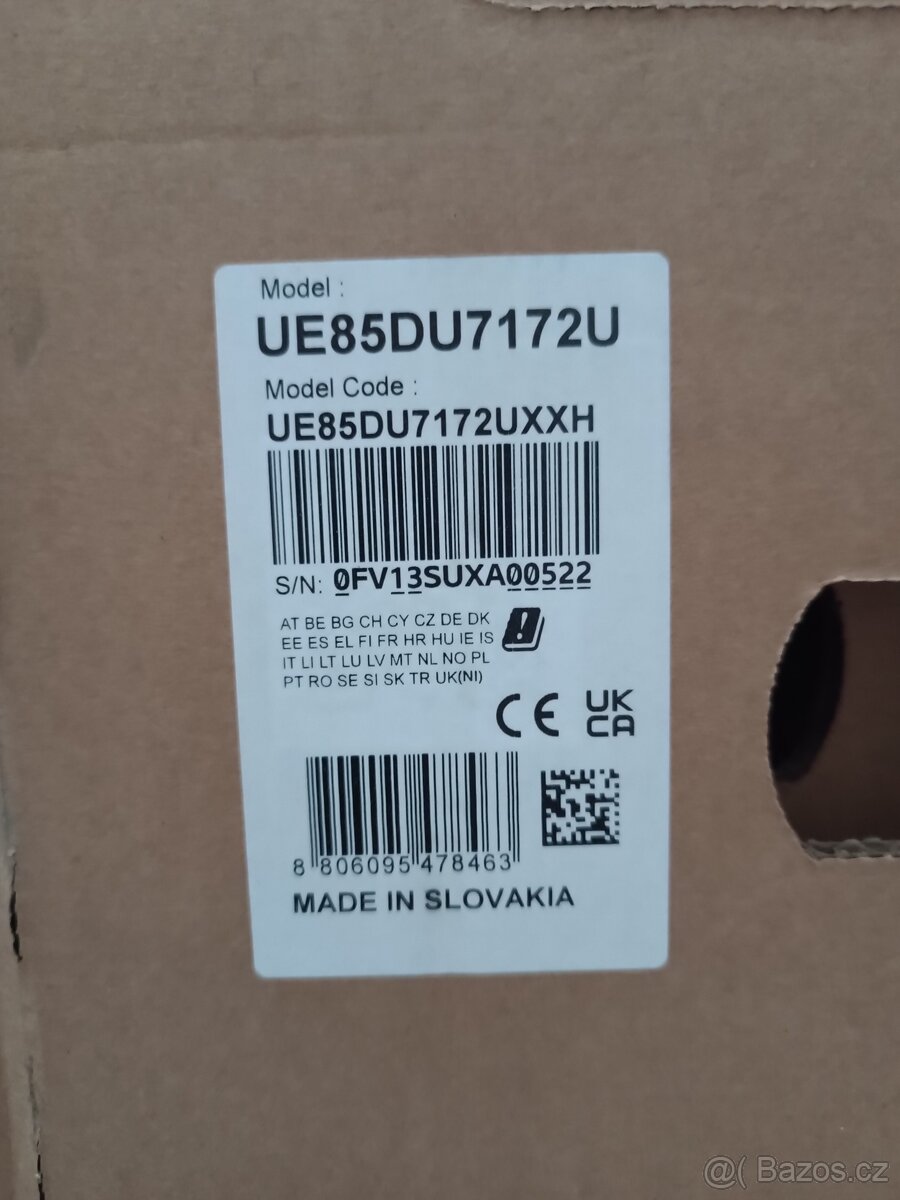 Model :
UE85DU7172U
Model Code :
UE85DU7172UXXH
S/N: 0FV13SUXA00522
AT BE BG CH CY CZ DE DK
EE ES EL FI FR HR HU IE IS
IT LI LT LU LV MT NL NO PL
PT RO SE SI SK TR UK(NI)
CE UK
CA
8 806095 478463
MADE IN SLOVAKIA
@( Bazos.cz